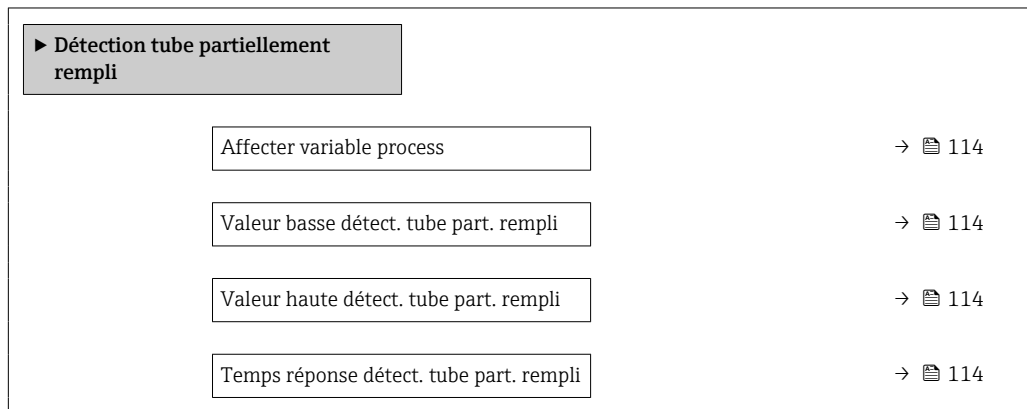 ► Détection tube partiellement
rempli
Affecter variable process → 114
Valeur basse détect. tube part. rempli → 114
Valeur haute détect. tube part. rempli → 114
Temps réponse détect. tube part. rempli → 114